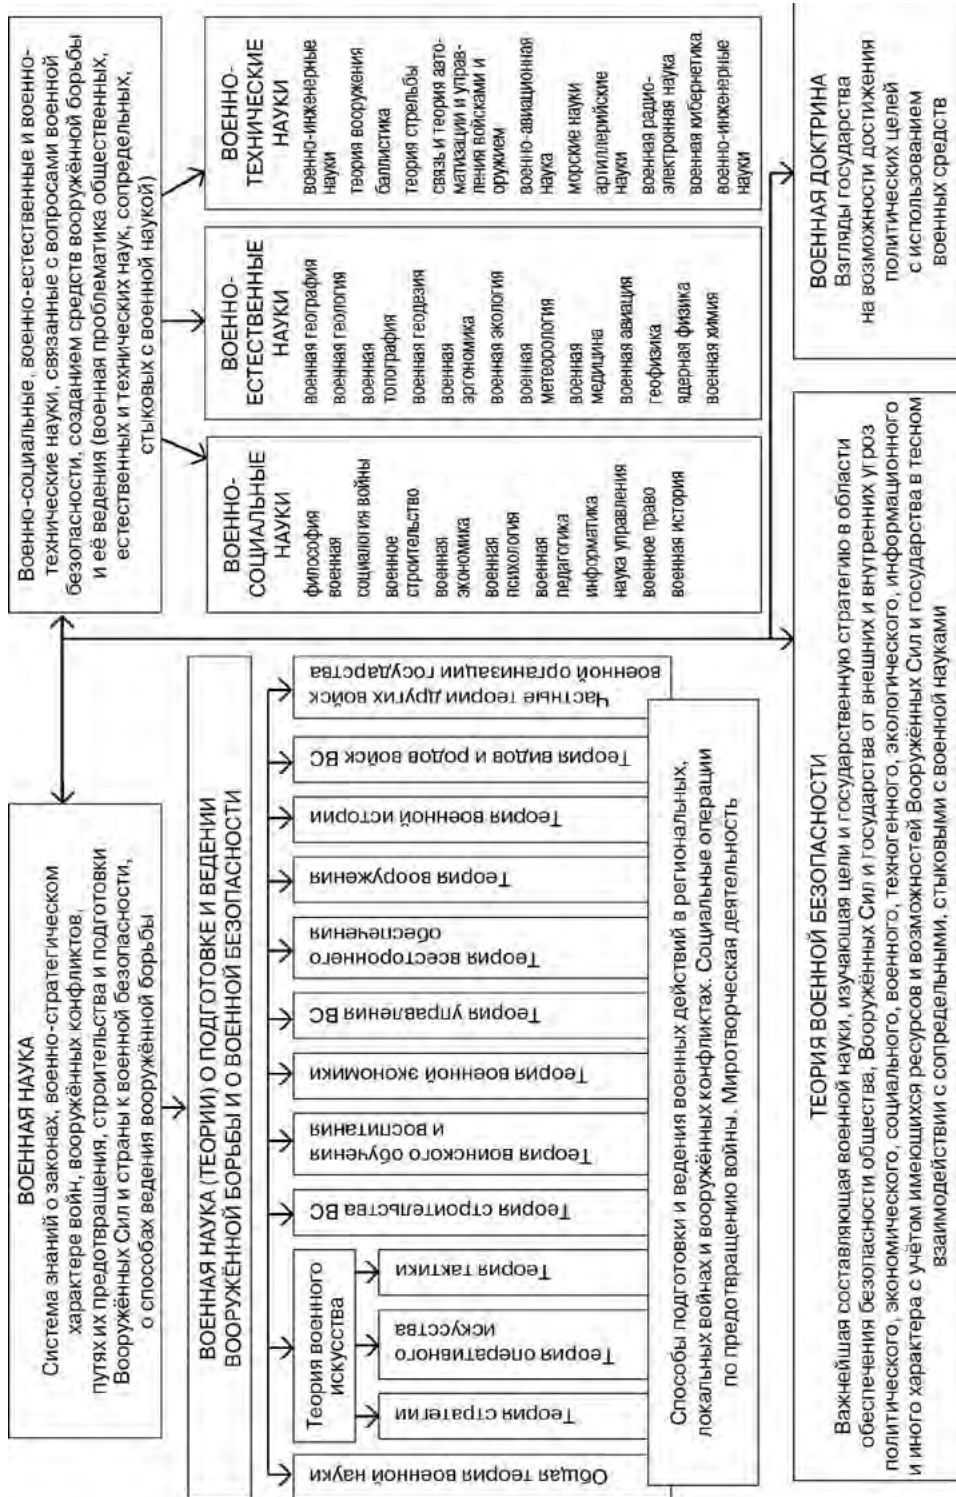 ВОЕННАЯ НАУКА
Система знаний о законах, военно-стратегическом
характере войн, вооружённых конфликтов,
путях их предотвращения, строительства и подготовки
Вооружённых Сил и страны к военной безопасности,
о способах ведения вооружённой борьбы
Военно-социальные, военно-естественные и военно-
технические науки, связанные с вопросами военной
безопасности, созданием средств вооружённой борьбы
и её ведения (военная проблематика общественных,
естественных и технических наук, сопредельных,
стыковых с военной наукой)
ВОЕННАЯ НАУКА (ТЕОРИИ) О ПОДГОТОВКЕ И ВЕДЕНИИ
ВООРУЖЁННОЙ БОРЬБЫ И О ВОЕННОЙ БЕЗОПАСНОСТИ
Общая теория военной науки
Теория военного
искусства
Теория стратегии
Теория оперативного
искусства
Теория тактики
Теория строительства ВС
Теория воинского обучения
и воспитания
Теория военной экономики
Теория управления ВС
Теория всестороннего
обеспечения
Теория вооружения
Теория военной истории
Теория видов и родов войск ВС
Частные теории других войск
военной организации государства
Способы подготовки и ведения военных действий в региональных,
локальных войнах и вооружённых конфликтах. Социальные операции
по предотвращению войны. Миротворческая деятельность
ВОЕННО-
СОЦИАЛЬНЫЕ
НАУКИ
философия
военная
социалогия войны
военное
строительство
военная
экономика
военная
психология
военная
педагогика
информатика
наука управления
военное право
военная история
ВОЕННО-
ЕСТЕСТВЕННЫЕ
НАУКИ
военная география
военная геология
военная
топография
военная геодезия
военная
эргономика
военная экология
военная
метеорология
военная
медицина
военная авиация
геофизика
ядерная физика
военная химия
ВОЕННО-
ТЕХНИЧЕСКИЕ
НАУКИ
военно-инженерные
науки
теория вооружения
баллистика
теория стрельбы
связь и теория авто-
матизации и управ-
ления войсками и
оружием
военно-авиационная
наука
морские науки
артиллерийские
науки
военная радио-
электронная наука
военная кибернетика
военно-инженерные
науки
ТЕОРИЯ ВОЕННОЙ БЕЗОПАСНОСТИ
Важнейшая составляющая военной науки, изучающая цели и государственную стратегию в области
обеспечения безопасности общества, Вооружённых Сил и государства от внешних и внутренних угроз
политического, экономического, социального, военного, техногенного, экологического, информационного
и иного характера с учётом имеющихся ресурсов и возможностей Вооружённых Сил и государства в тесном
взаимодействии с сопредельными, стыковыми с военной науками
ВОЕННАЯ ДОКТРИНА
Взгляды государства
на возможности достижения
политических целей
с использованием
военных средств